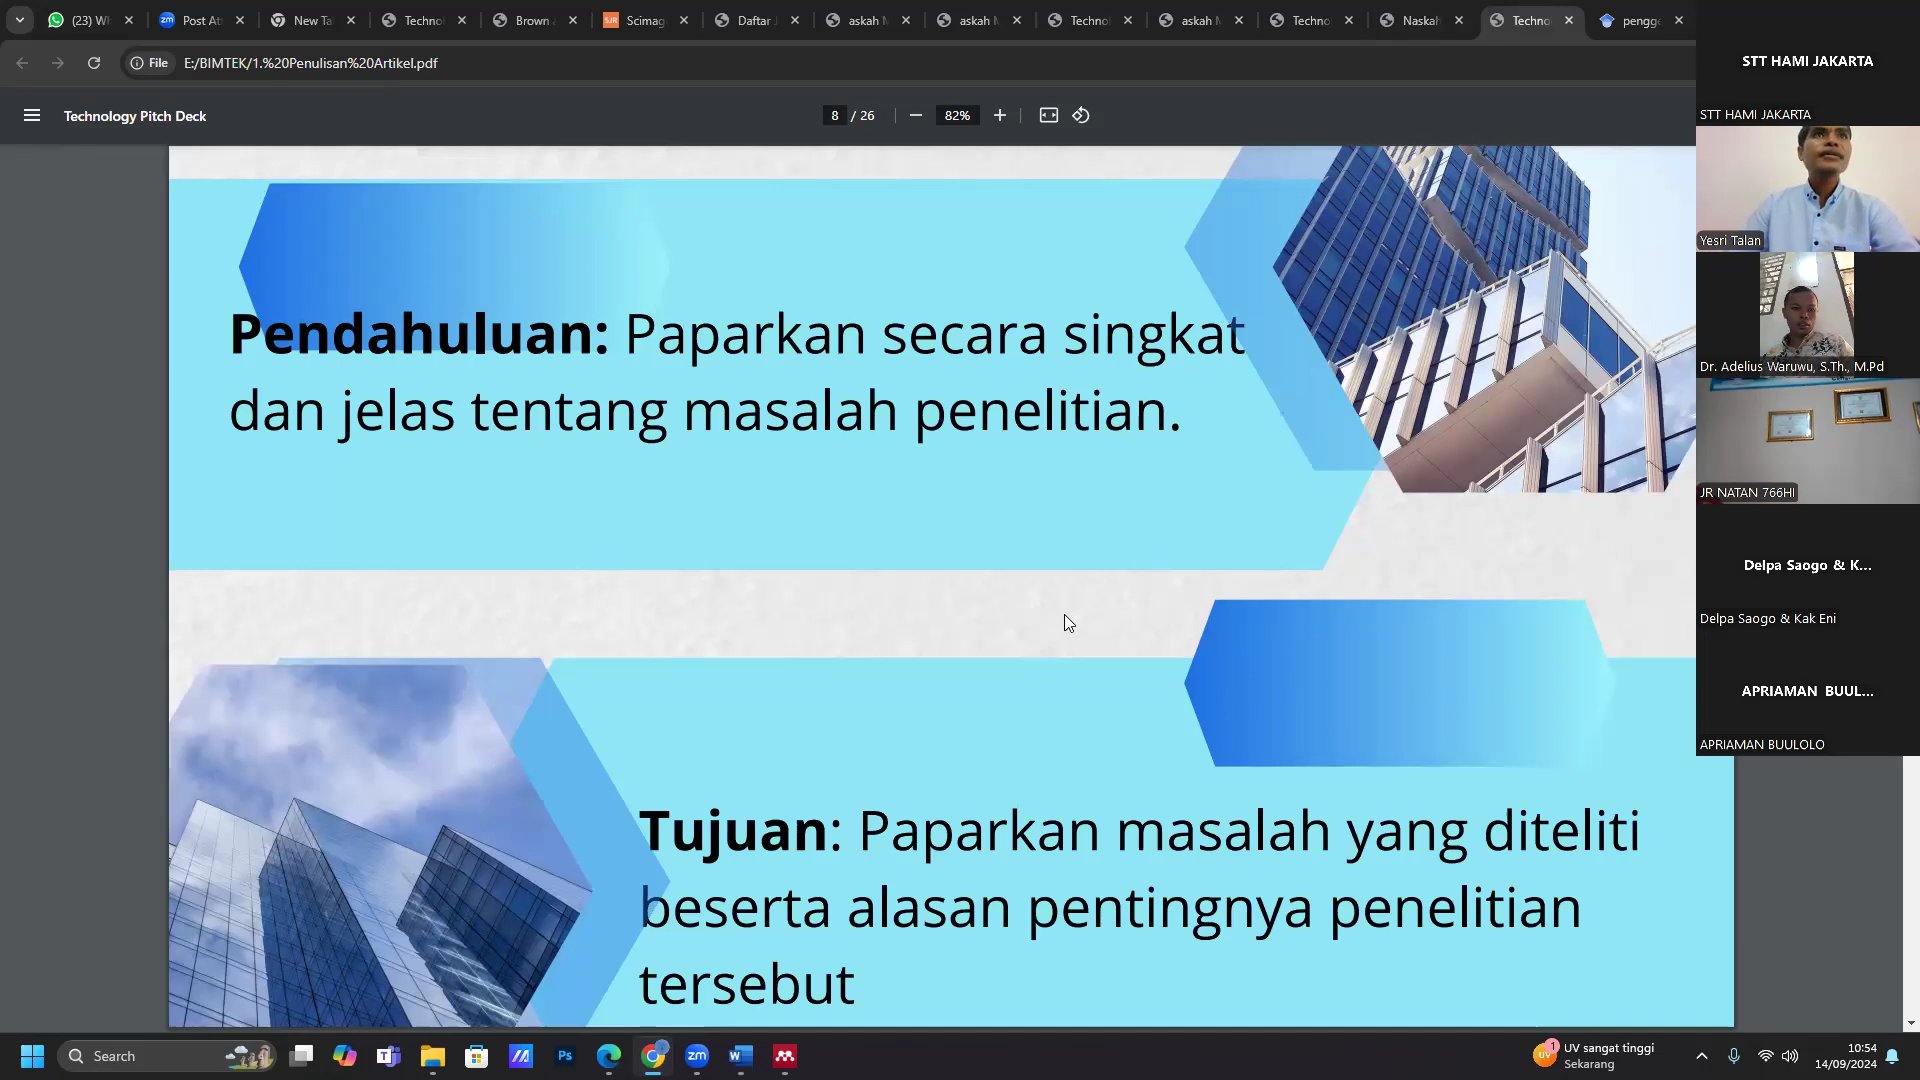 (23) Wh
Post At
New Ta
Techno
Brown
SJR
Scimag
Daftar J
askah M
askah M
Techno
askah M
Techno
Naskah
Techno
pengg
File
E:/BIMTEK/1.%20Penulisan%20Artikel.pdf
Technology Pitch Deck
8 / 26
82%
Pendahuluan: Paparkan secara singkat
dan jelas tentang masalah penelitian.
Tujuan: Paparkan masalah yang diteliti
beserta alasan pentingnya penelitian
tersebut
STT HAMI JAKARTA
STT HAMI JAKARTA
Yesri Talan
Dr. Adelius Waruwu, S.Th., M.Pd
JR NATAN 766HI
Delpa Saogo & K...
Delpa Saogo & Kak Eni
APRIAMAN BUUL...
APRIAMAN BUULOLO
Search
UV sangat tinggi
Sekarang
10:54
14/09/2024